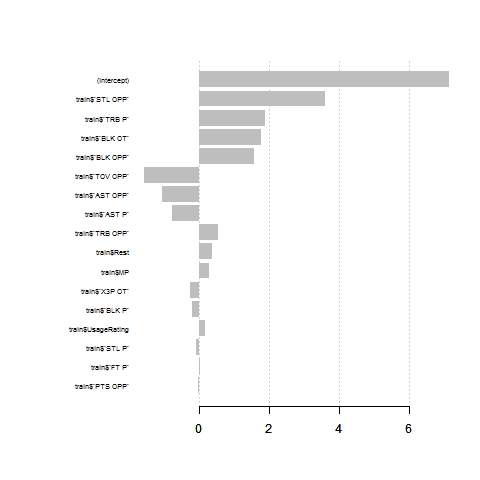 (Intercept)
train$`STL OPP`
train$`TRB P`
train$`BLK OT`
train$`BLK OPP`
train$`TOV OPP`
train$`AST OPP`
train$`AST P`
train$`TRB OPP`
train$Rest
train$MP
train$`X3P OT`
train$`BLK P`
train$UsageRating
train$`STL P`
train$`FT P`
train$`PTS OPP`
0 2 4 6